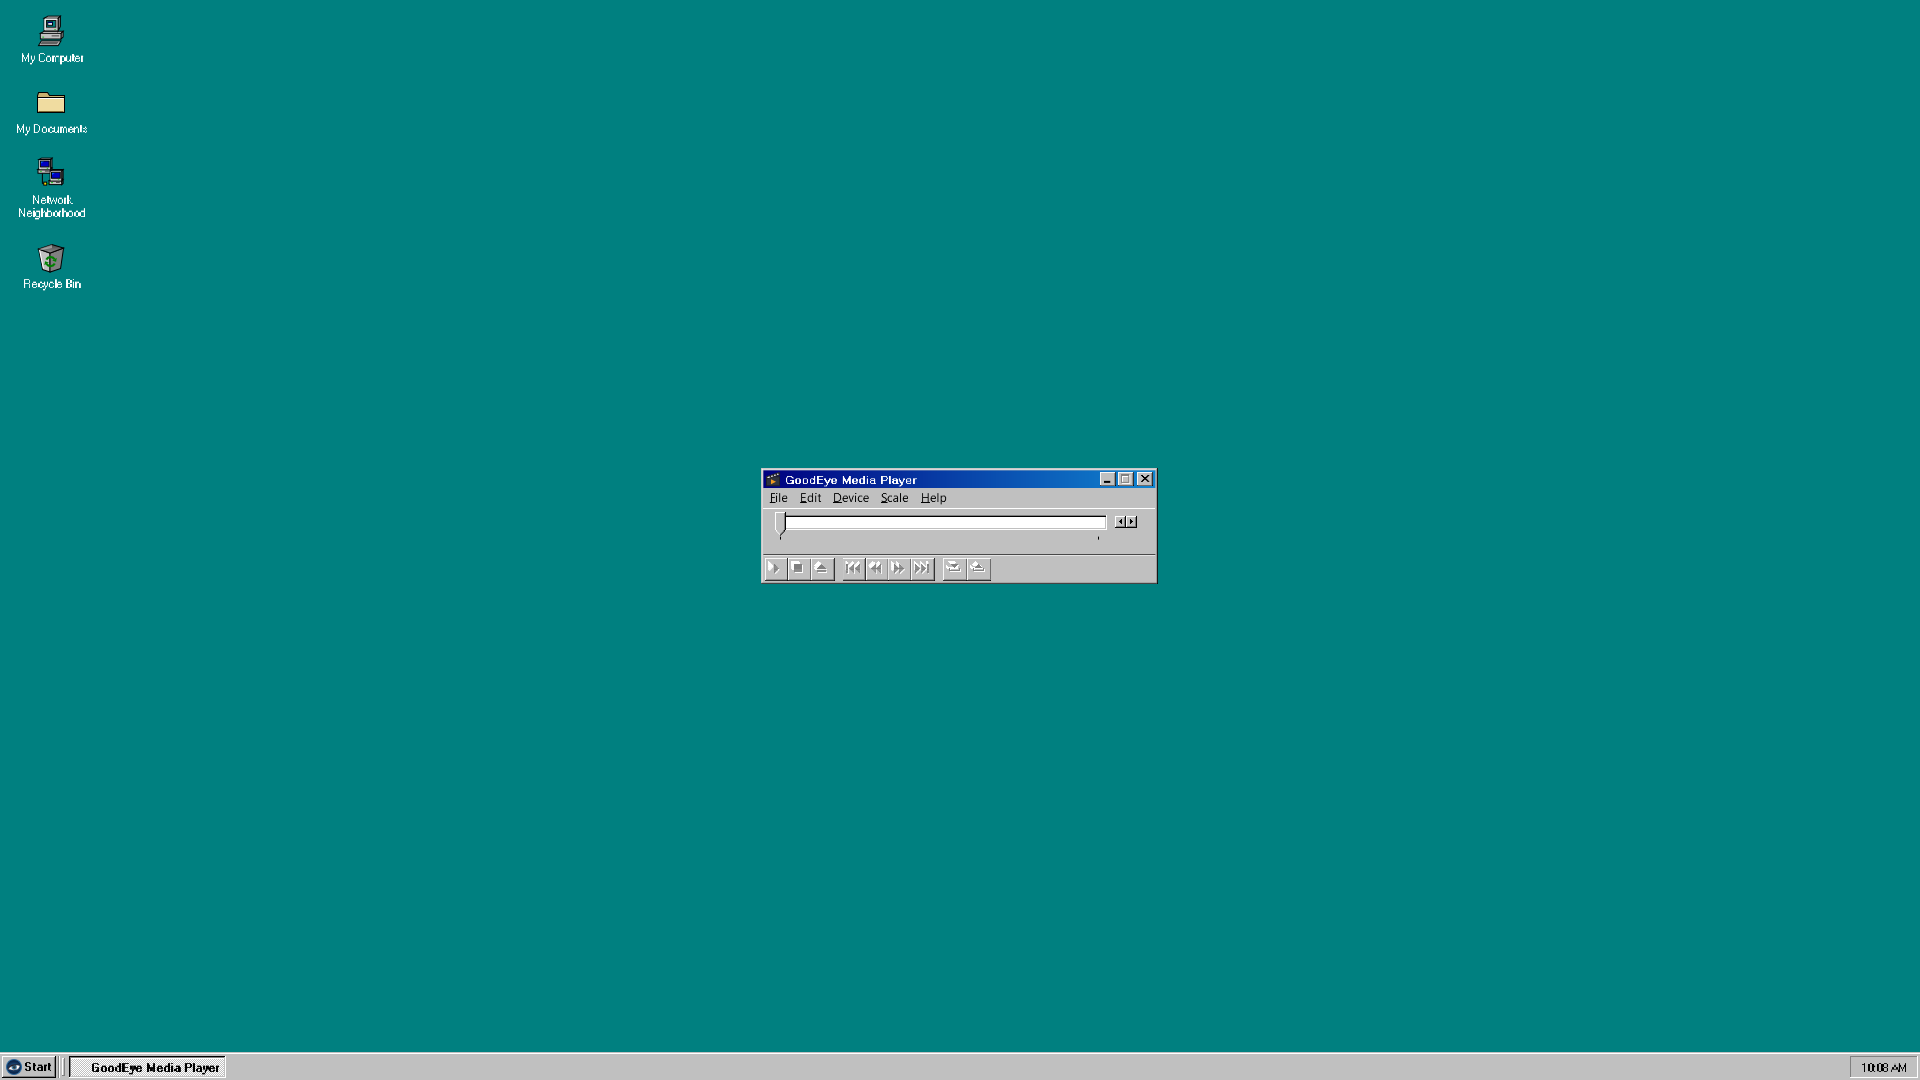 My Computer
My Documents
Network
Neighborhood
Recycle Bin
GoodEye Media Player
File Edit Device Scale Help
Start
GoodEye Media Player
10:08 AM